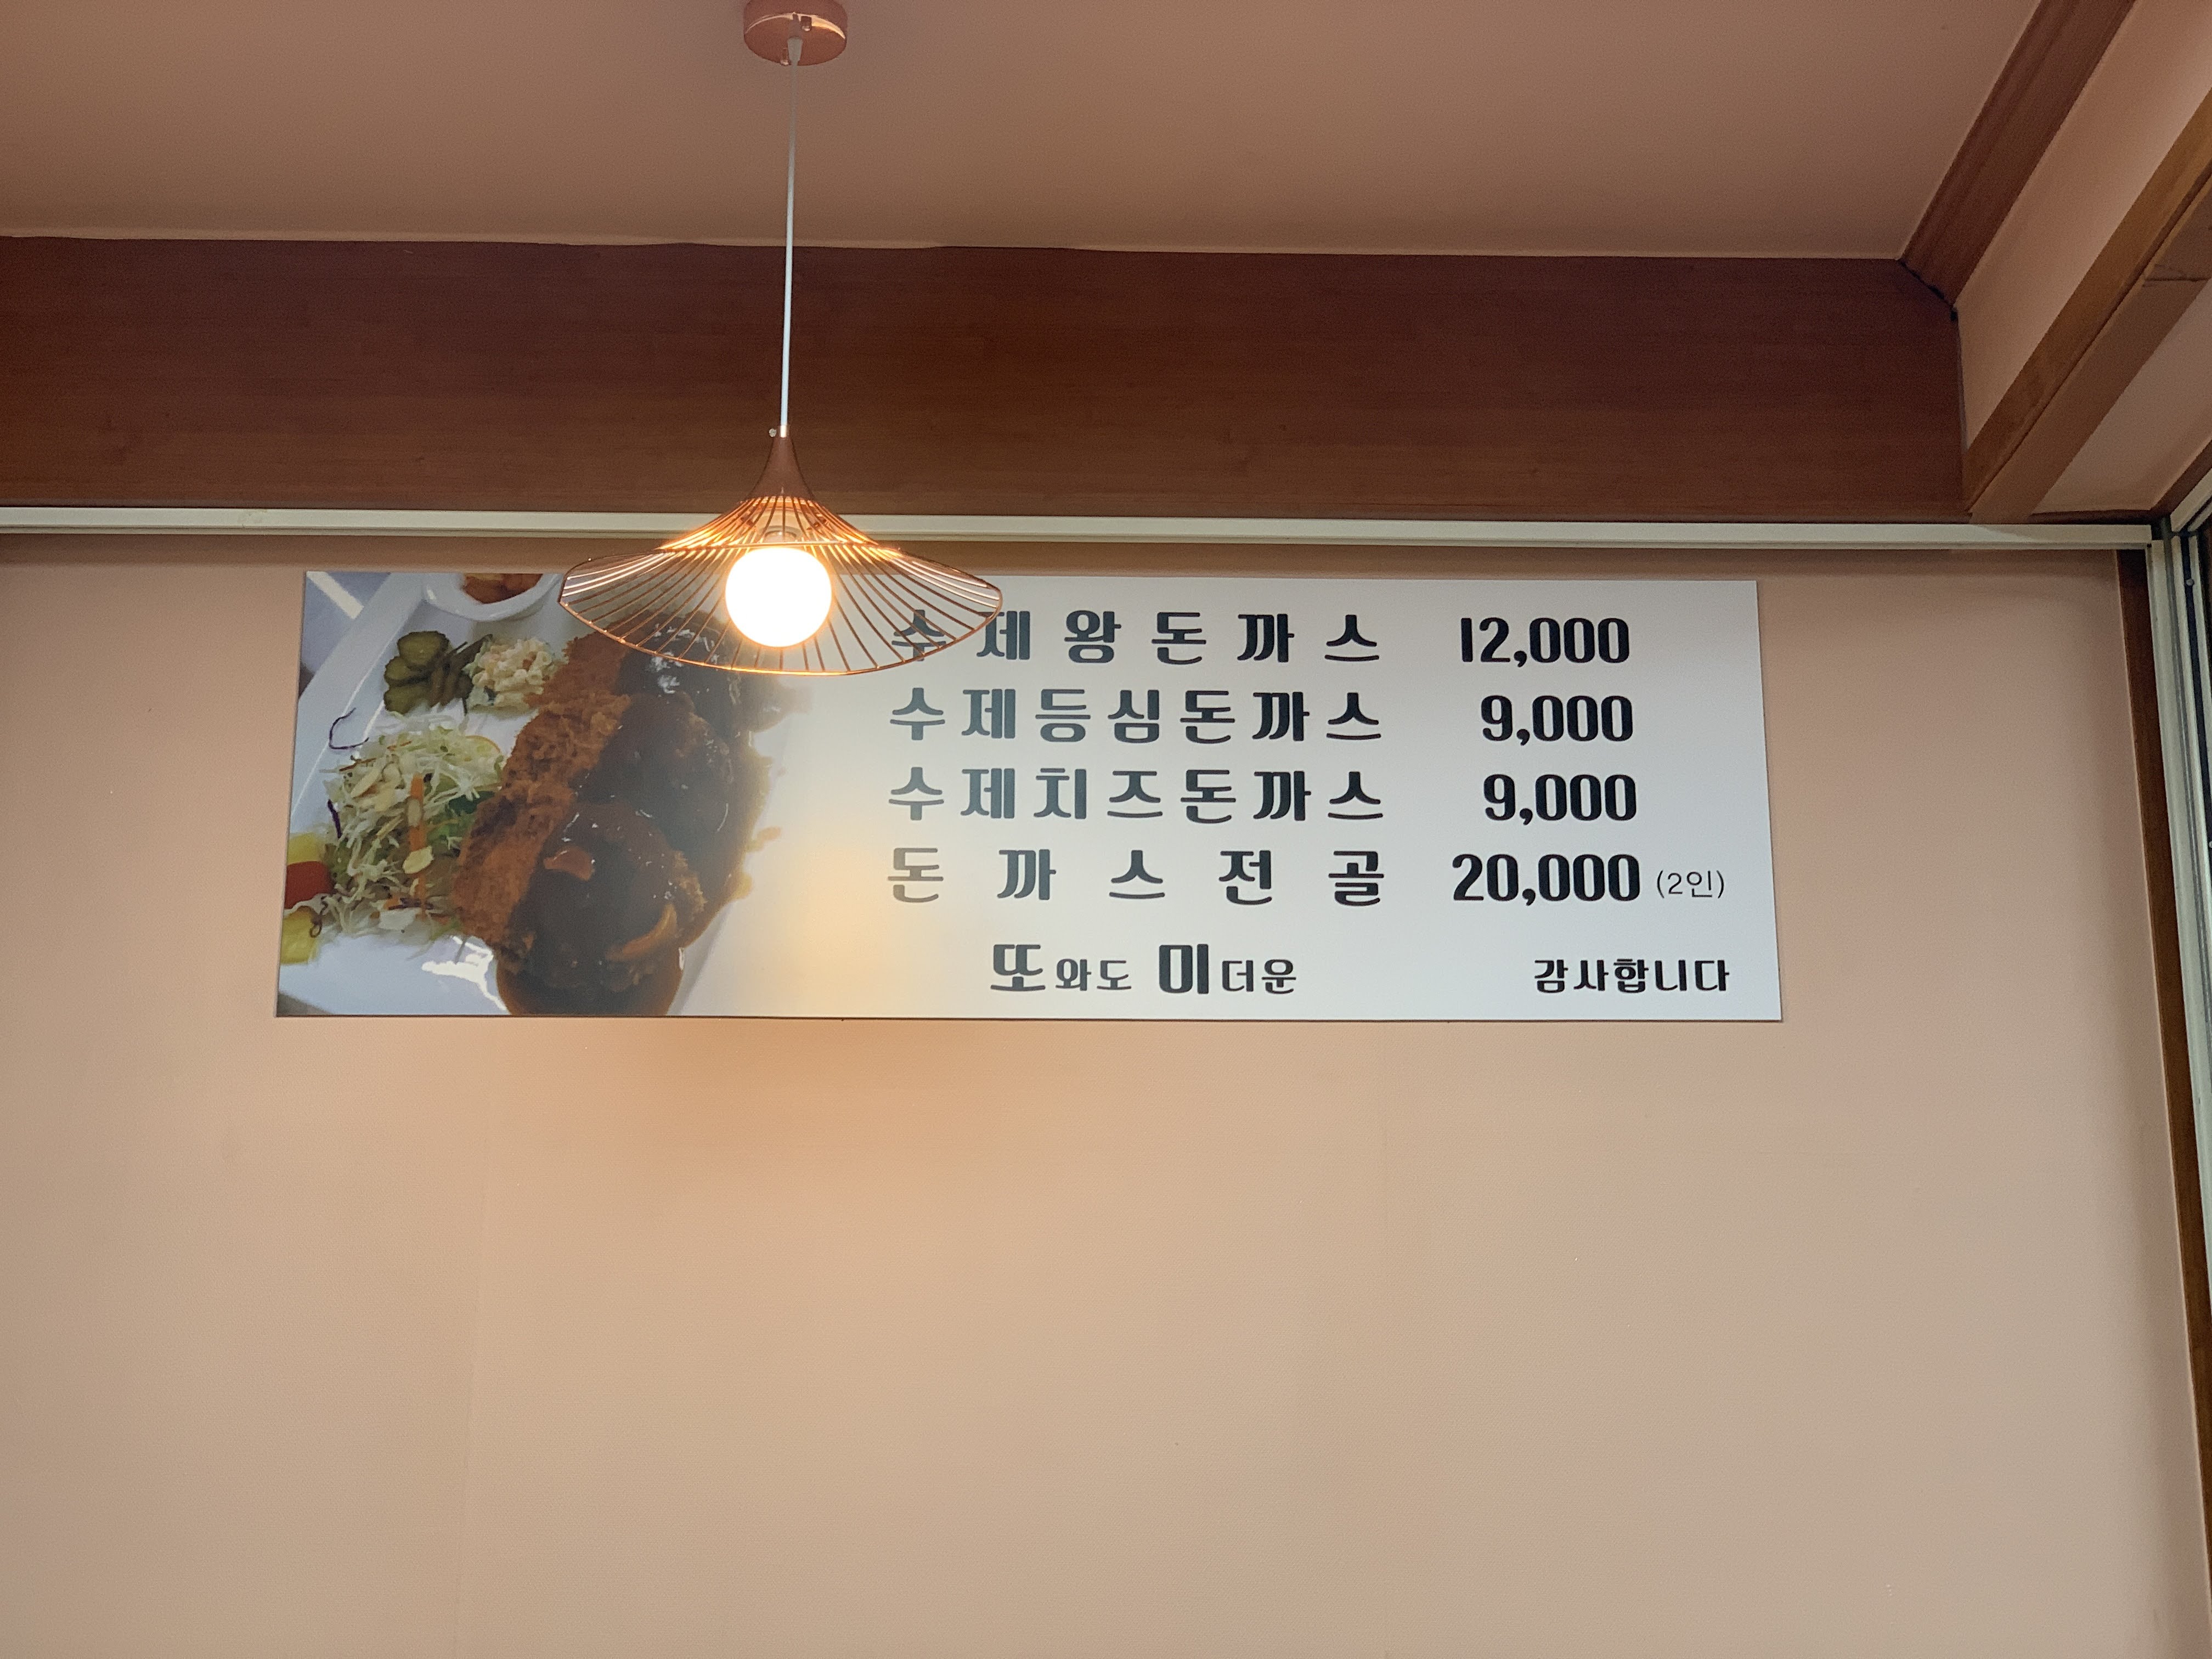 수제왕돈까스 12,000
수제등심돈까스 9,000
수제치즈돈까스 9,000
돈까스전골 20,000 (2인)
또와도 미더운 감사합니다